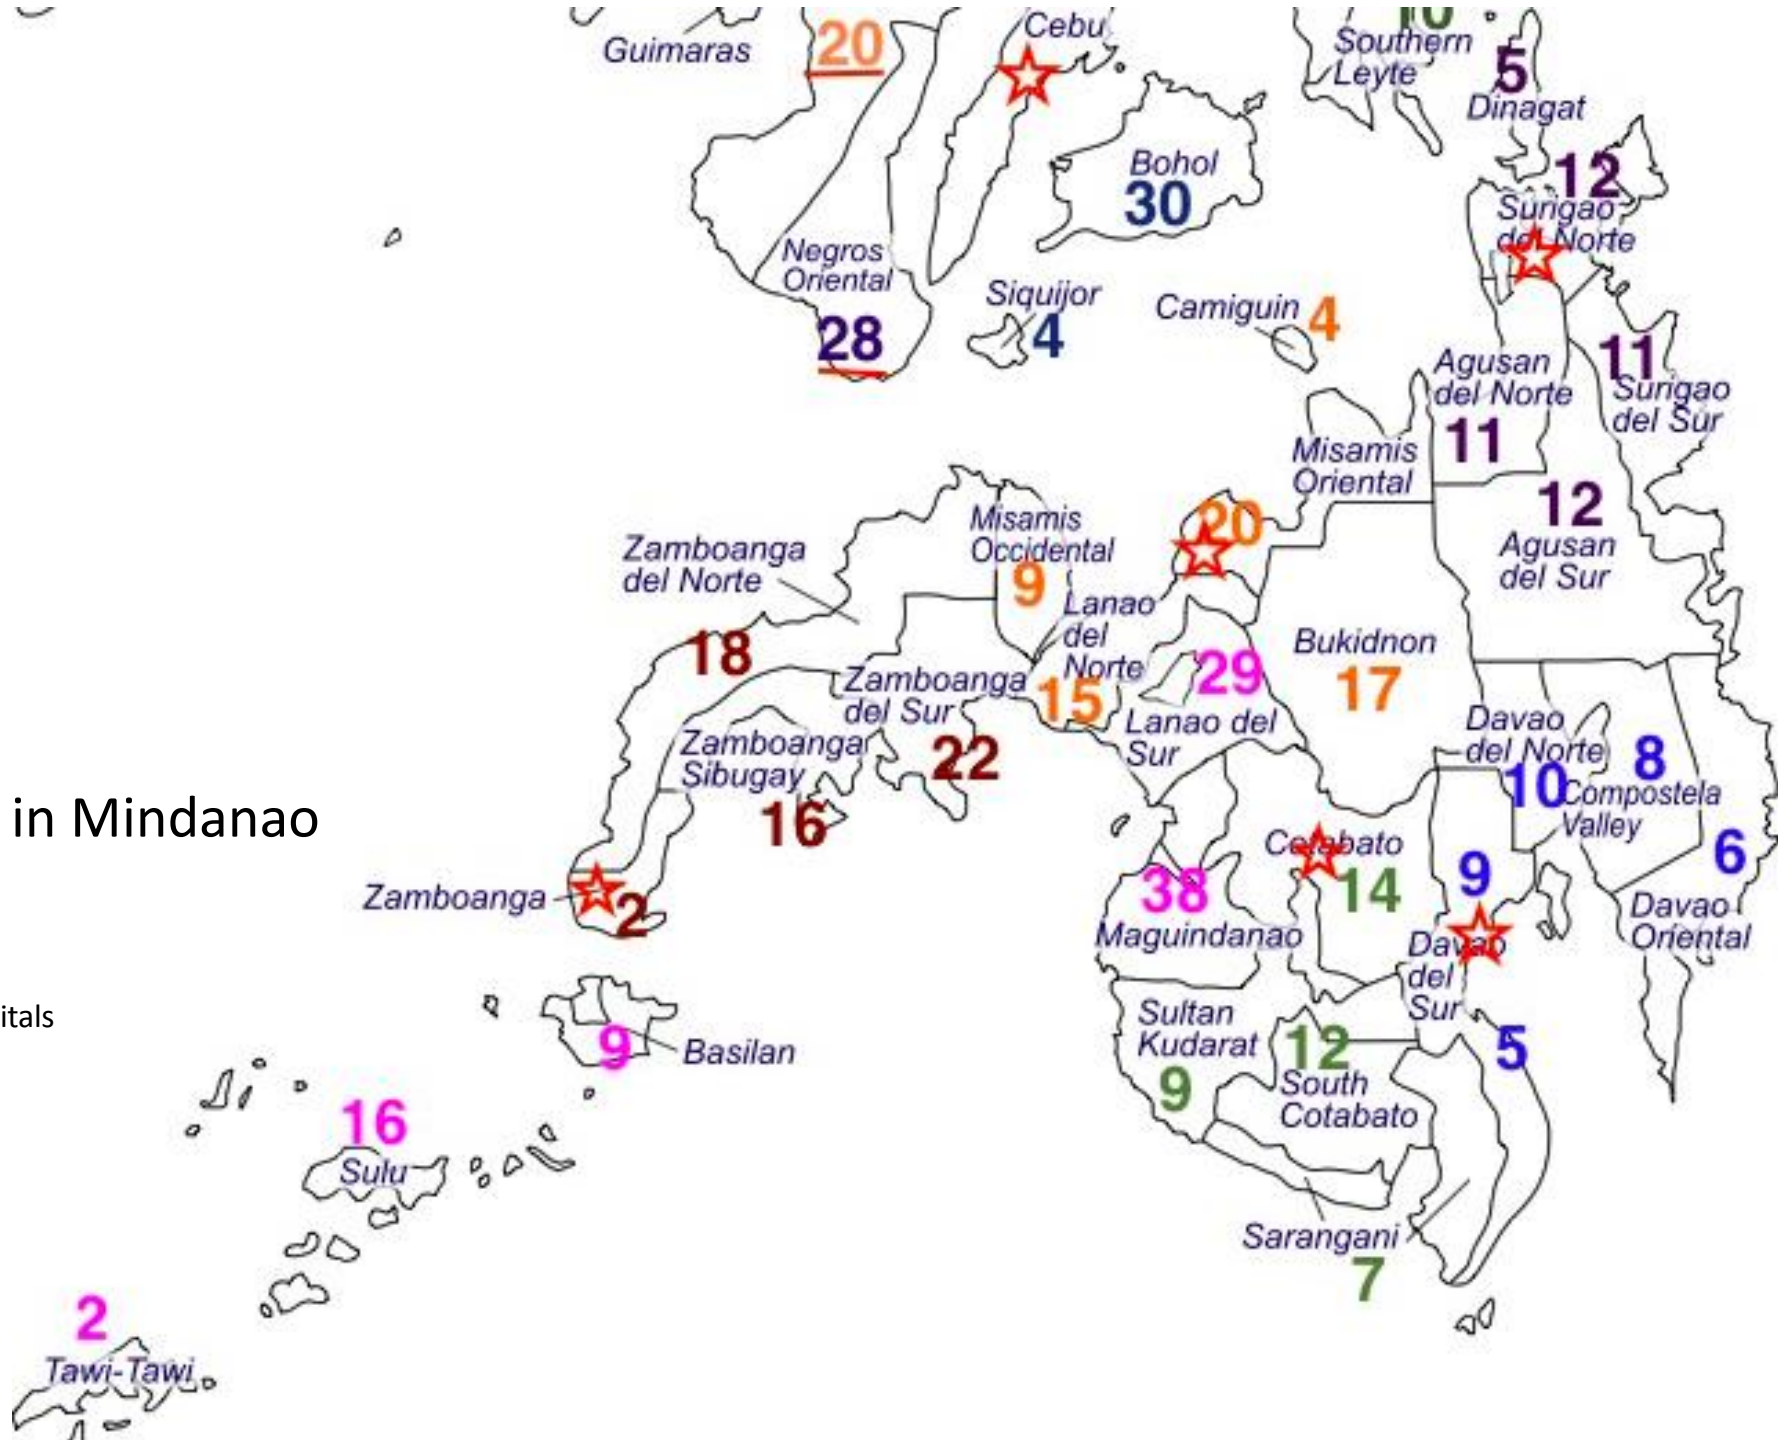 Guimaras
20
Cebu
10
Southern
Leyte
5
Dinagat
Bohol
30
12
Surigao
del Norte
Negros
Oriental
28
Siquijor
4
Camiguin
4
Agusan
del Norte
11
11
Surigao
del Sur
Misamis
Oriental
20
12
Agusan
del Sur
Misamis
Occidental
9
Zamboanga
del Norte
18
Lanao
del
Norte
15
29
Lanao del
Sur
Bukidnon
17
Zamboanga
del Sur
22
Zamboanga
Sibugay
16
Davao
del Norte
10
8
Compostela
Valley
6
Davao
Oriental
in Mindanao
Zamboanga
2
Cotabato
14
38
Maguindanao
9
Davao
del
Sur
5
itals
9
Basilan
Sultan
Kudarat
9
12
South
Cotabato
16
Sulu
Sarangani
7
2
Tawi-Tawi